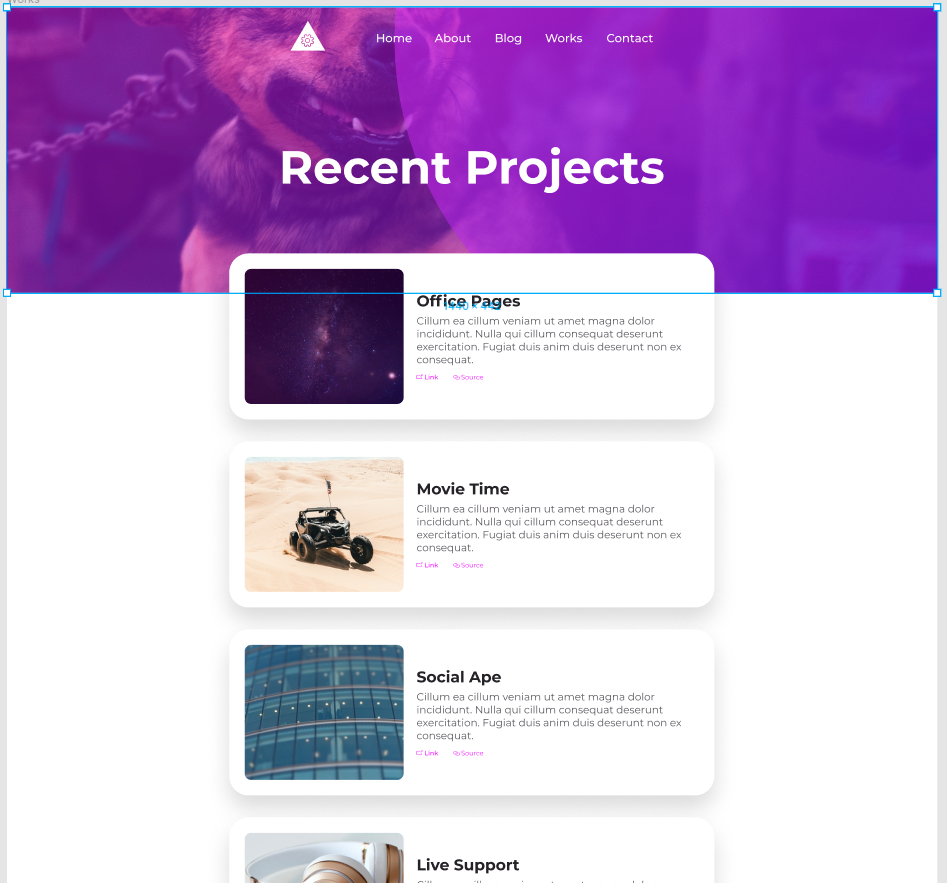 Works
Home About Blog Works Contact
Recent Projects
Office Pages
Cillum ea cillum veniam ut amet magna dolor
incididunt. Nulla qui cillum consequat deserunt
exercitation. Fugiat duis anim duis deserunt non ex
consequat.
Link Source
Movie Time
Cillum ea cillum veniam ut amet magna dolor
incididunt. Nulla qui cillum consequat deserunt
exercitation. Fugiat duis anim duis deserunt non ex
consequat.
Link Source
Social Ape
Cillum ea cillum veniam ut amet magna dolor
incididunt. Nulla qui cillum consequat deserunt
exercitation. Fugiat duis anim duis deserunt non ex
consequat.
Link Source
Live Support